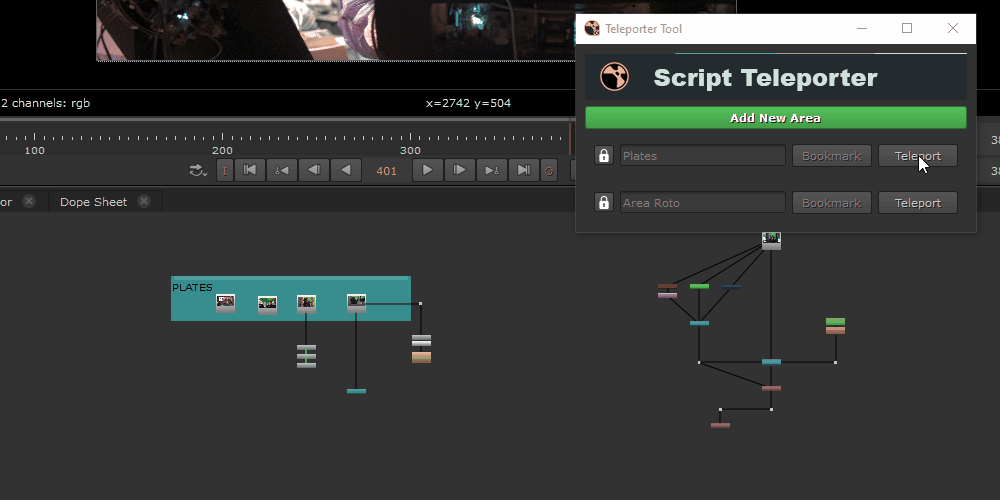 Teleporter Tool
Script Teleporter
Add New Area
Plates Bookmark Teleport
Area Roto Bookmark Teleport
2 channels: rgb x=2742 y=504
100 200 300
38
I 401
38
or Dope Sheet
PLATES